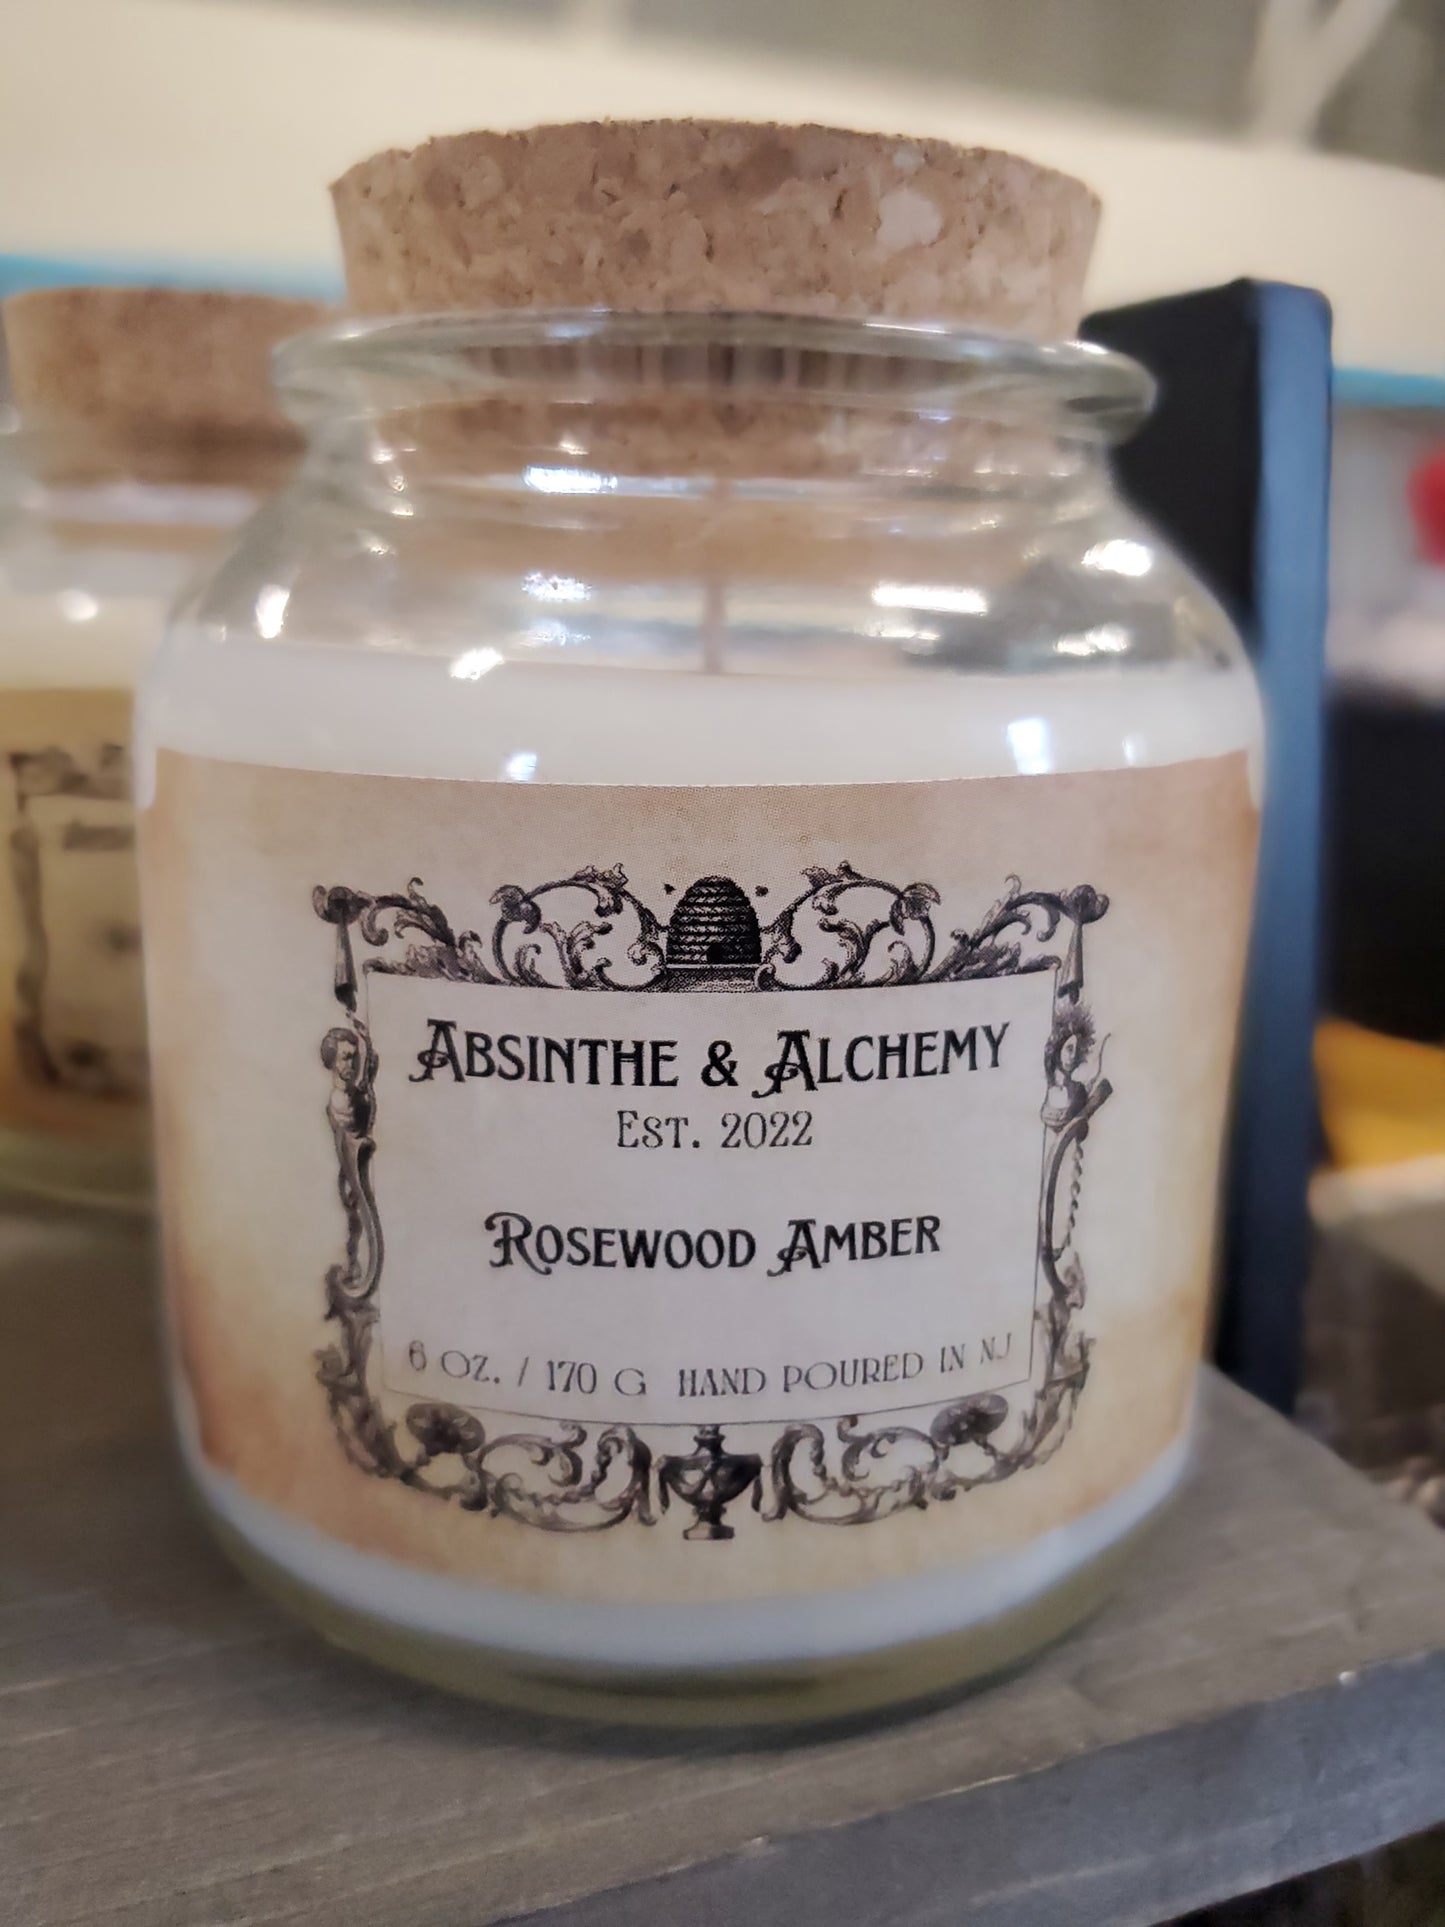 Absinthe & Alchemy
Est. 2022
Rosewood Amber
6 oz. / 170 g Hand Poured in NJ